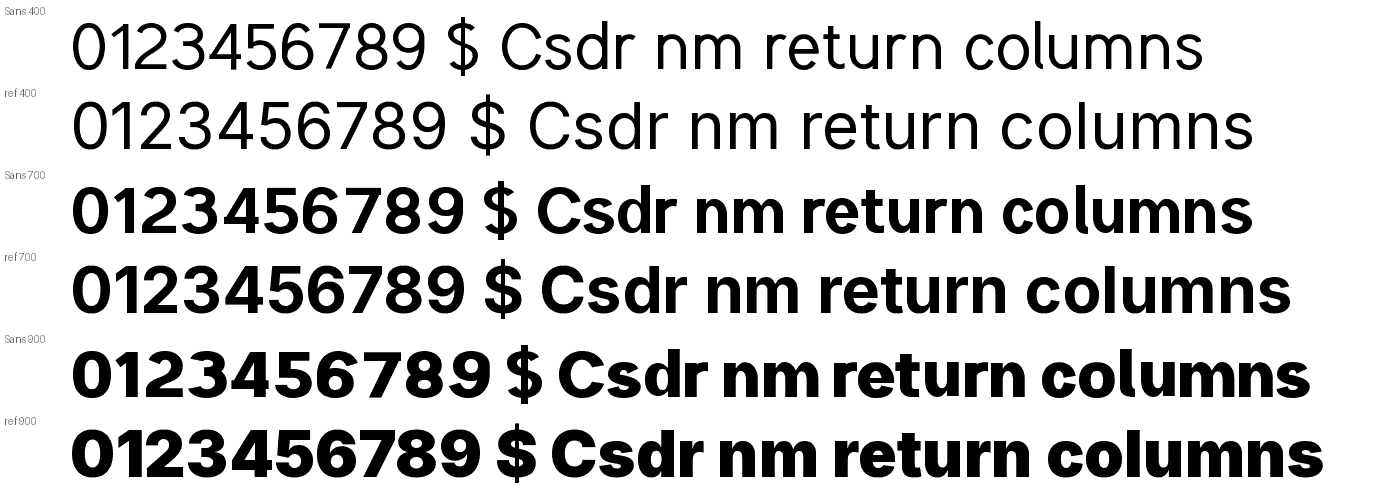 Sans 400
0123456789 $ Csdr nm return columns
ref 400
0123456789 $ Csdr nm return columns
Sans 700
0123456789 $ Csdr nm return columns
ref 700
0123456789 $ Csdr nm return columns
Sans 900
0123456789 $ Csdr nm return columns
ref 900
0123456789 $ Csdr nm return columns